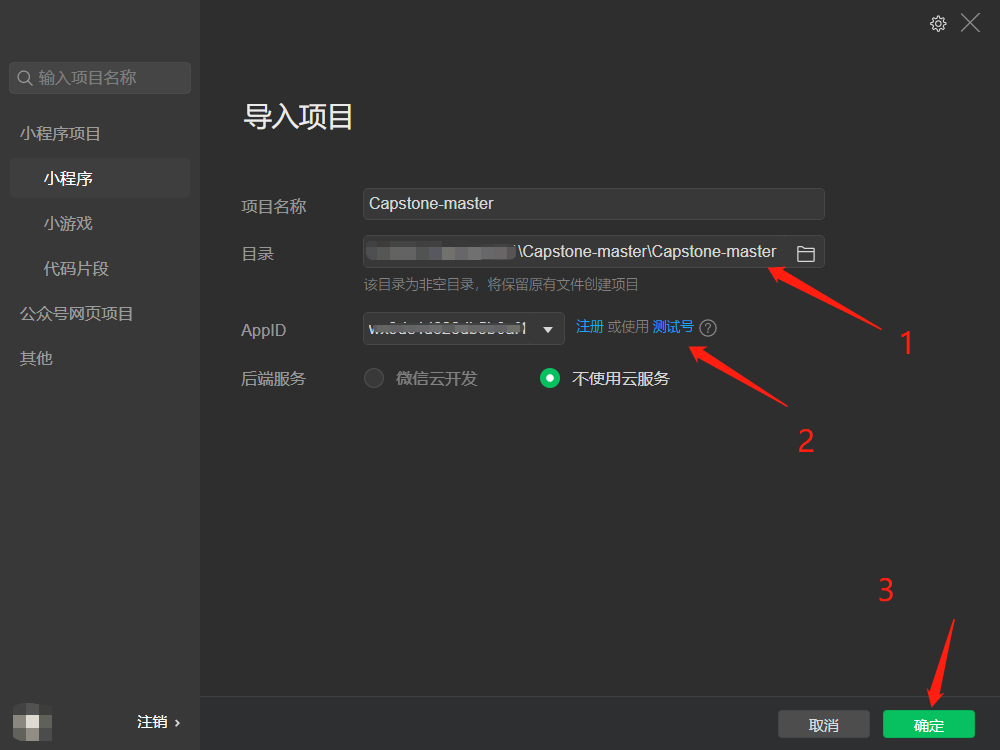 输入项目名称
小程序项目
小程序
小游戏
代码片段
公众号网页项目
其他
注销 ›
导入项目
项目名称
Capstone-master
目录
\Capstone-master\Capstone-master
该目录为非空目录，将保留原有文件创建项目
AppID
注册 或使用 测试号 ?
后端服务
微信云开发
不使用云服务
1
2
3
取消
确定